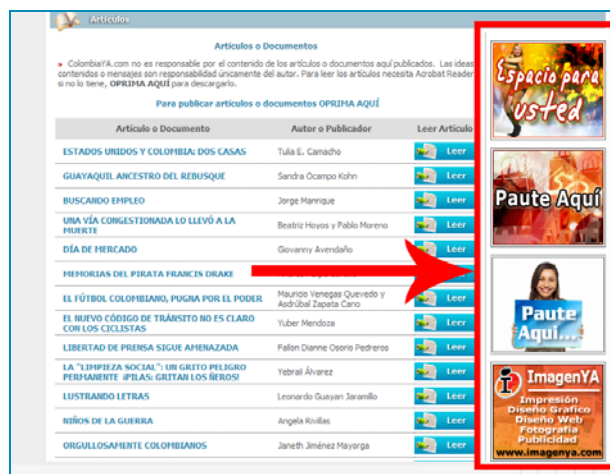 Artículos
Artículos o Documentos
ColombiaYA.com no es responsable por el contenido de los artículos o documentos aquí publicados. Las ideas
contenidos o mensajes son responsabilidad únicamente del autor. Para leer los artículos necesita Acrobat Reader
si no lo tiene, OPRIMA AQUÍ para descargarlo.
Para publicar artículos o documentos OPRIMA AQUÍ
Artículo o Documento Autor o Publicador Leer Artículo
ESTADOS UNIDOS Y COLOMBIA: DOS CASAS Tulia E. Camacho Leer
GUAYAQUIL ANCESTRO DEL REBUSQUE Sandra Ocampo Kohn Leer
BUSCANDO EMPLEO Jorge Manrique Leer
UNA VÍA CONGESTIONADA LO LLEVÓ A LA
MUERTE Beatriz Hoyos y Pablo Moreno Leer
DÍA DE MERCADO Giovanny Avendaño Leer
MEMORIAS DEL PIRATA FRANCIS DRAKE
EL FÚTBOL COLOMBIANO, PUGNA POR EL PODER Mauricio Venegas Quevedo y
Asdrúbal Zapata Cano Leer
EL NUEVO CÓDIGO DE TRÁNSITO NO ES CLARO
CON LOS CICLISTAS Yuber Mendoza Leer
LIBERTAD DE PRENSA SIGUE AMENAZADA Fallon Dianne Osorio Pedreros Leer
LA "LIMPIEZA SOCIAL": UN GRITO PELIGRO
PERMANENTE ¡PILAS: GRITAN LOS ÑEROS! Yebrail Álvarez Leer
LUSTRANDO LETRAS Leonardo Guayan Jaramillo Leer
NIÑOS DE LA GUERRA Angela Rivillas Leer
ORGULLOSAMENTE COLOMBIANOS Janeth Jiménez Mayorga Leer
Espacio para
usted
Paute Aquí
Paute
Aqui...
ImagenYA
Impresión
Diseño Grafico
Diseño Web
Fotografía
Publicidad
www.imagenya.com